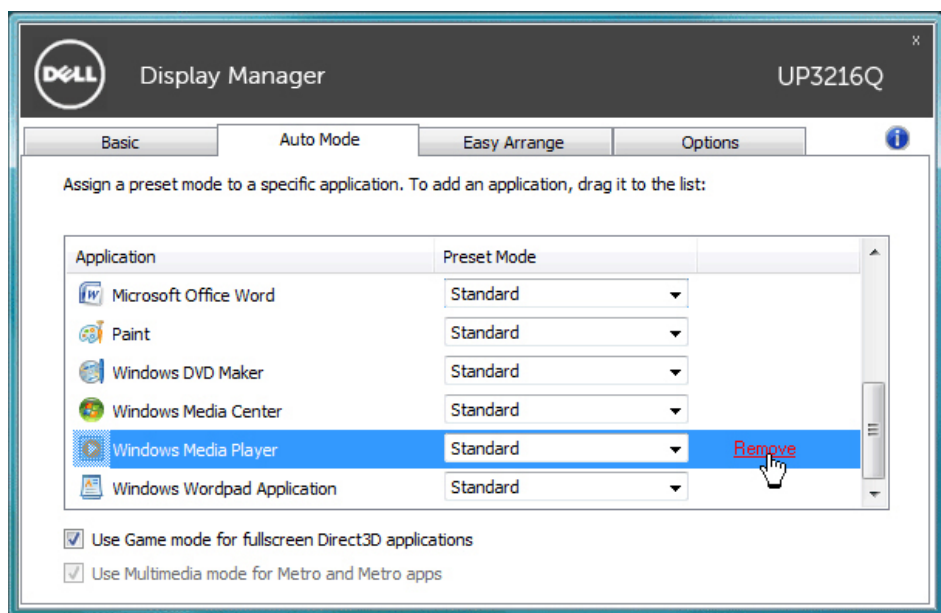 x
DELL Display Manager UP3216Q
Basic Auto Mode Easy Arrange Options i
Assign a preset mode to a specific application. To add an application, drag it to the list:
Application Preset Mode
Microsoft Office Word Standard
Paint Standard
Windows DVD Maker Standard
Windows Media Center Standard
Windows Media Player Standard Remove
Windows Wordpad Application Standard
Use Game mode for fullscreen Direct3D applications
Use Multimedia mode for Metro and Metro apps